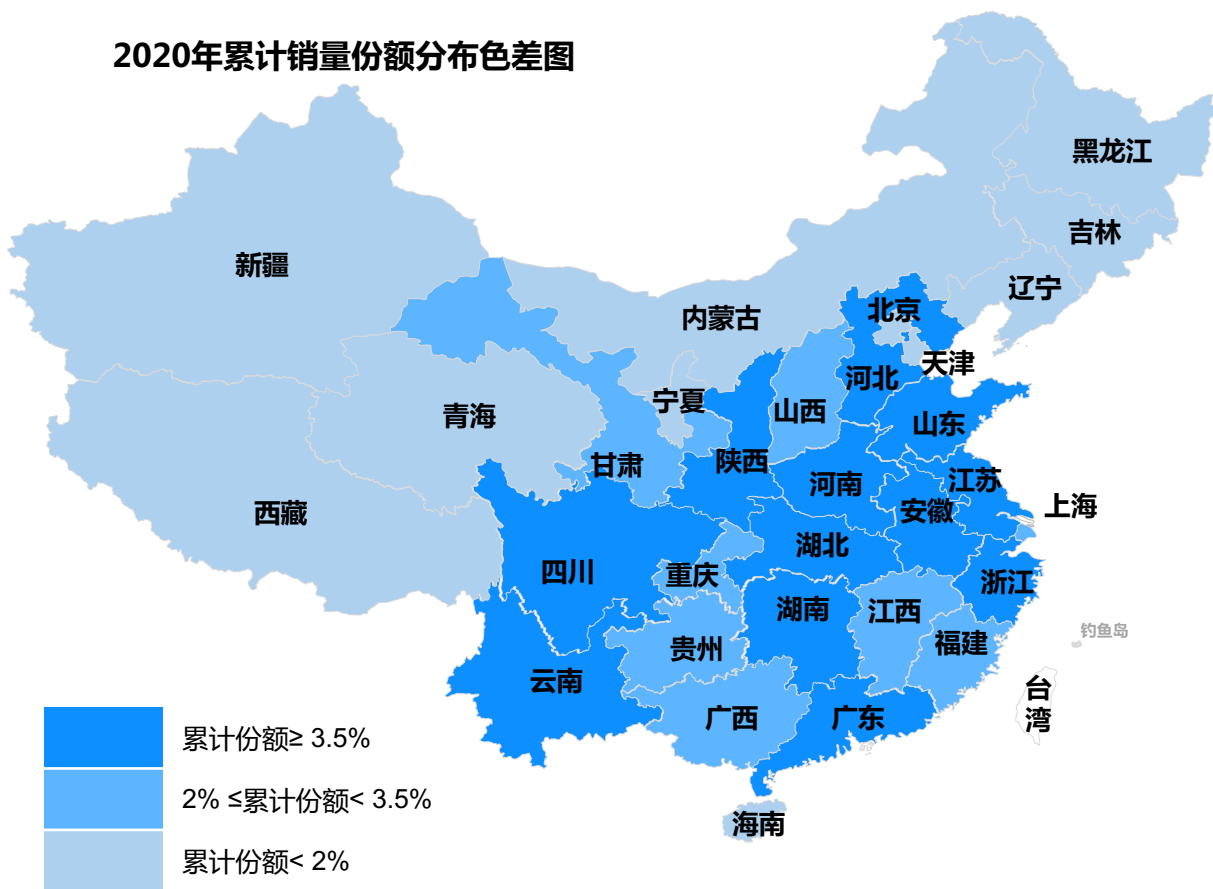 2020年累计销量份额分布色差图
黑龙江
吉林
新疆
辽宁
北京
内蒙古
天津
河北
宁夏
山西
青海
山东
甘肃
陕西
河南
江苏
西藏
安徽
上海
湖北
四川
重庆
浙江
湖南
江西
钓鱼岛
贵州
福建
云南
台
湾
广西
广东
累计份额≥ 3.5%
2% ≤累计份额< 3.5%
海南
累计份额< 2%